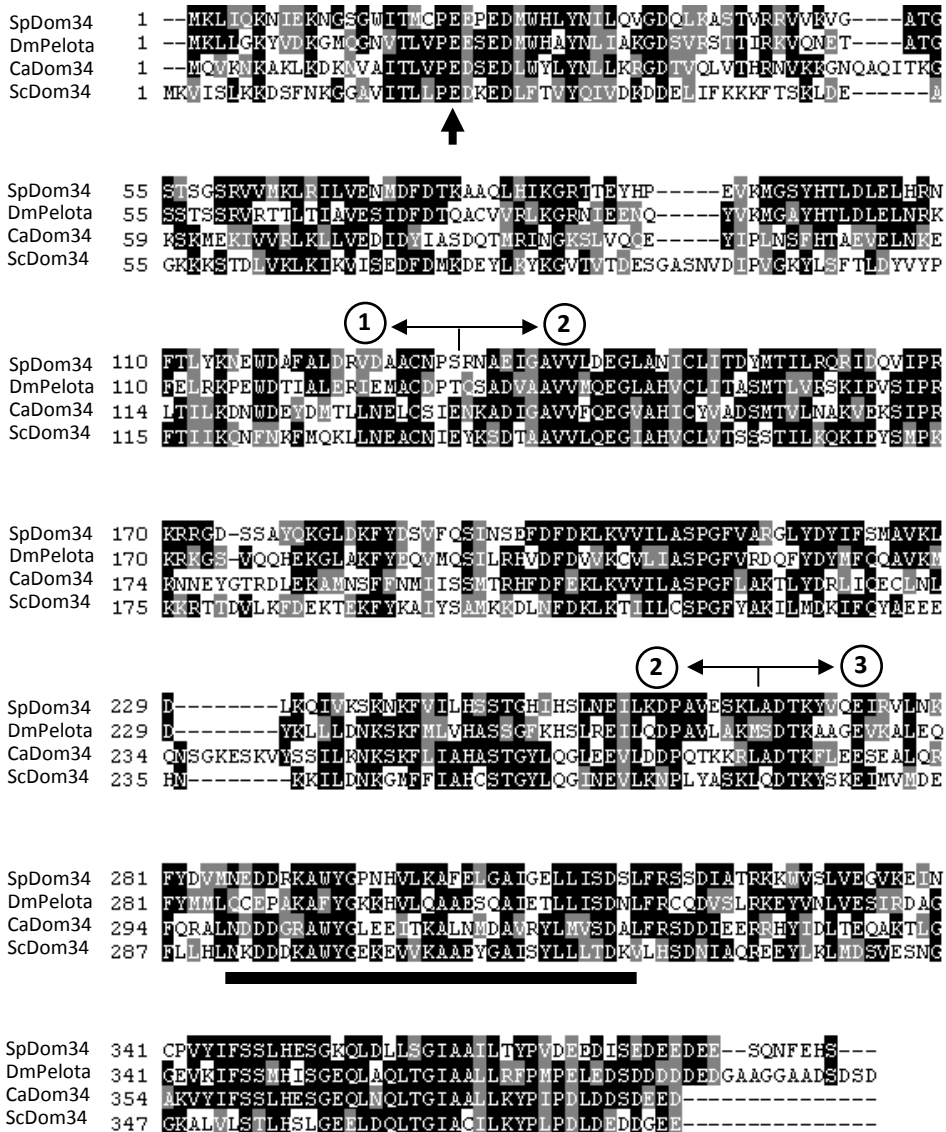 SpDom34 1 --MKLIQKNIEKNGSGWITMCPEEPEDMWHLYNILQVGDQLKASTVRRVVKVG----ATG
DmPelota 1 --MKLLGKYVDKGMQGNVTLVPEESEDMWHAYNLIAKGDSVRSTTIRKVQNET----ATG
CaDom34 1 --MQVKNKAKLKDKNVAITLVPEDSEDLWYLYNLLKRGDTVQLVTHRNVKKGNQAQITKG
ScDom34 1 MKVISLKKDSFNKGGAVITLLPEDKEDLFTVYQIVDKDDELIFKKKFTSKLDE------A
SpDom34 55 STSGSRVVMKLRILVENMDFDTKAAQLHIKGRTTEYHP-----EVKMGSYHTLDLELHRN
DmPelota 55 SSTSSRVRTTLTIAVESIDFDTQACVVRLKGRNIEENQ-----YVKMGAYHTLDLELNRK
CaDom34 59 KSKMEKIVVRLKLLVEDIDYIASDQTMRINGKSLVQQE-----YIPLNSFHTAEVELNKE
ScDom34 55 GKKKSTDLVKLKIKVISEDFDMKDEYLKYKGVTVTDESGASNVDIPVGKYLSFTLDYVYP
1 2
SpDom34 110 FTLYKNEWDAFALDRVDAACNPSRNAEIGAVVLDEGLANICLITDYMTILRQRIDQVIPR
DmPelota 110 FELRKPEWDTIALERIEMACDPTQSADVAAVVMQEGLAHVCLITASMTLVRSKIEVSIPR
CaDom34 114 LTILKDNWDEYDMTLLNELCSIENKADIGAVVFQEGVAHICYVADSMTVLNAKVEKSIPR
ScDom34 115 FTIIKQNFNKFMQKLLNEACNIEYKSDTAAVVLQEGIAHVCLVTSSSTILKQKIEYSMPK
SpDom34 170 KRRGD-SSAYQKGLDKFYDSVFQSINSEFDFDKLKVVILASPGFVARGLYDYIFSMAVKL
DmPelota 170 KRKGS-VQQHEKGLAKFYEQVMQSILRHVDFDVVKCVLIASPGFVRDQFYDYMFQQAVKM
CaDom34 174 KNNEYGTRDLEKAMNSFFNMIISSMTRHFDFEKLKVVILASPGFLAKTLYDRLIQECLNL
ScDom34 175 KKRTTDVLKFDEKTEKFYKAIYSAMKKDLNFDKLKTIILCSPGFYAKILMDKIFQYAEEE
2 3
SpDom34 229 D---------LKQIVKSKNKFVILHSSTGHIHSLNEILKDPAVESKLADTKYVQEIRVLNK
DmPelota 229 D---------YKLLLDNKSKFMLVHASSGFKHSLREILQDPAVLAKMSDTKAAGEVKALEQ
CaDom34 234 QNSGKESKVYSSILKNKSKFLIAHASTGYLQGLEEVLDDPQTKKRLADTKFLEESEALQR
ScDom34 235 HN--------KKILDNKGMFFIAHCSTGYLQGINEVLKNPLYASKLQDTKYSKEIMVMDE
SpDom34 281 FYDVMNEDDRKAWYGPNHVLKAFELGAIGELLISDSLFRSSDIATRKKWVSLVEGVKEIN
DmPelota 281 FYMMLQCEPAKAFYGKKHVLQAAESQAIETLLISDNLFRCQDVSLRKEYVNLVESIRDAG
CaDom34 294 FQRALNDDDGRAWYGLEEITKALNMDAVRYLMVSDALFRSDDIEERRHYIDLTEQAKTLG
ScDom34 287 FLLHLNKDDDKAWYGEKEVVKAAEYGAISYLLLTDKVLHSDNIAQREEYLKLMDSVESNG
SpDom34 341 CPVYIFSSLHESGKQLDLLSGIAAILTYPVDEEDISEDEEDEE--SQNFEHS---
DmPelota 341 GEVKIFSSMHISGEQLAQLTGIAALLRFPMPELEDSDDDDDEDGAAGGAADSDSD
CaDom34 354 AKVYIFSSLHESGEQLNQLTGIAALLKYPIPDLDDSDEED---------------
ScDom34 347 GKALVLSTLHSLGEELDQLTGIACILKYPLPDLDEDDGEE---------------